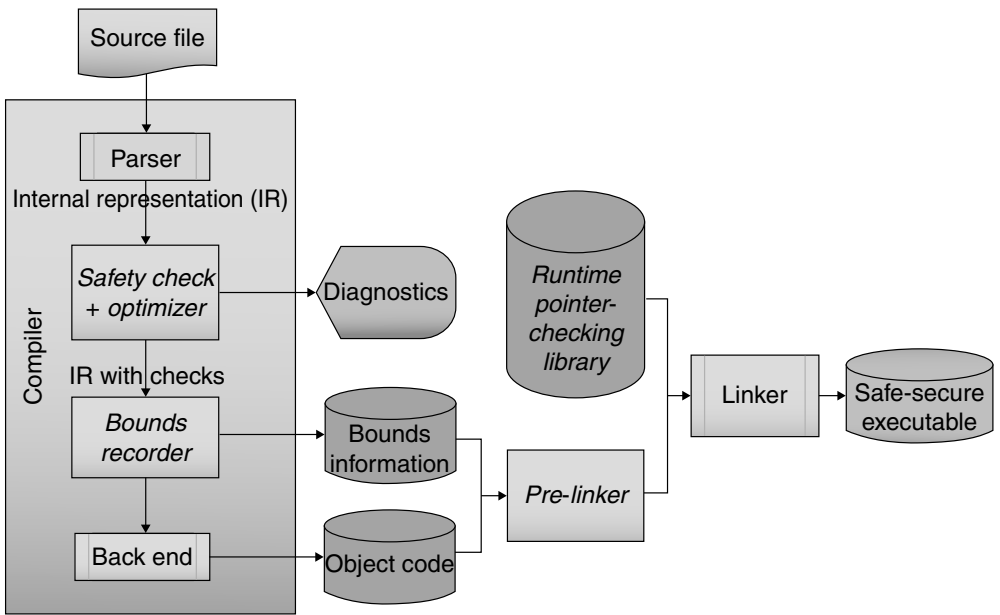 Source file
Parser
Internal representation (IR)
Safety check
+ optimizer
Diagnostics
Runtime
pointer-
checking
library
Compiler
IR with checks
Linker
Safe-secure
executable
Bounds
recorder
Bounds
information
Pre-linker
Back end
Object code